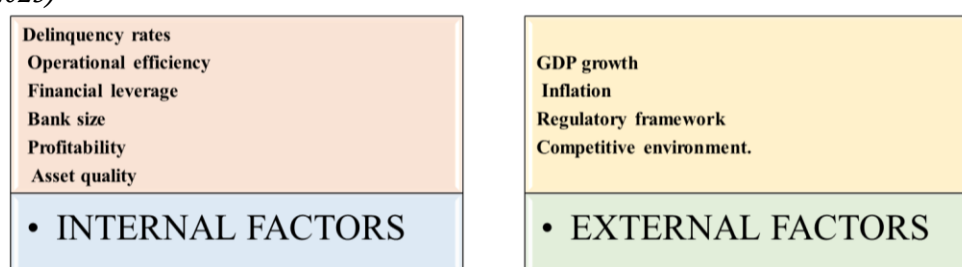 2023)
Delinquency rates
Operational efficiency
Financial leverage
Bank size
Profitability
Asset quality
• INTERNAL FACTORS
GDP growth
Inflation
Regulatory framework
Competitive environment.
• EXTERNAL FACTORS